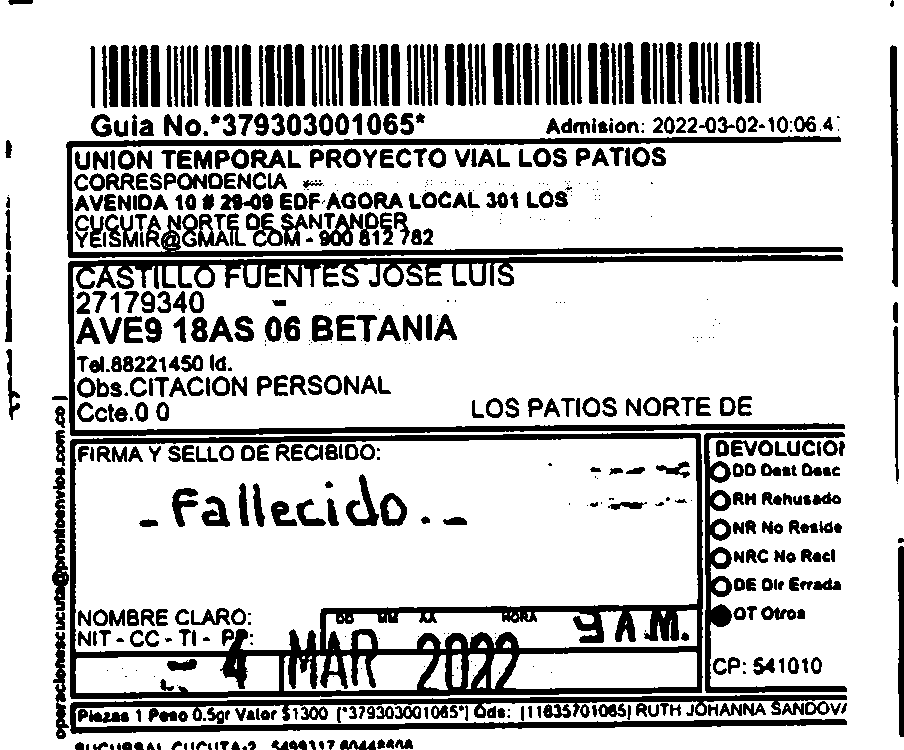 Guia No.*379303001065*
Admision: 2022-03-02-10:06.4
UNION TEMPORAL PROYECTO VIAL LOS PATIOS
CORRESPONDENCIA
AVENIDA 10 # 29-09 EDF AGORA LOCAL 301 LOS
CUCUTA NORTE DE SANTANDER
YEISMIR@GMAIL COM - 900 812 782
CASTILLO FUENTES JOSE LUIS
27179340
AVE9 18AS 06 BETANIA
Tel.88221450 Id.
Obs.CITACION PERSONAL
Ccte.0 0
LOS PATIOS NORTE DE
operacionescucuta@prontoenvios.com.co |
FIRMA Y SELLO DE RECIBIDO:
- Fallecido. -
NOMBRE CLARO:
NIT - CC - TI -
DD MM AA HORA
9 A.M.
4 MAR 2022
DEVOLUCION
DD Dest Desc
RH Rehusado
NR No Reside
NRC No Recl
DE Dir Errada
OT Otros
CP: 541010
Piezas 1 Peso 0.5gr Valor $1300 [*379303001065*] Ods: [11835701065] RUTH JOHANNA SANDOVA
SUCURSAL CUCUTA-2